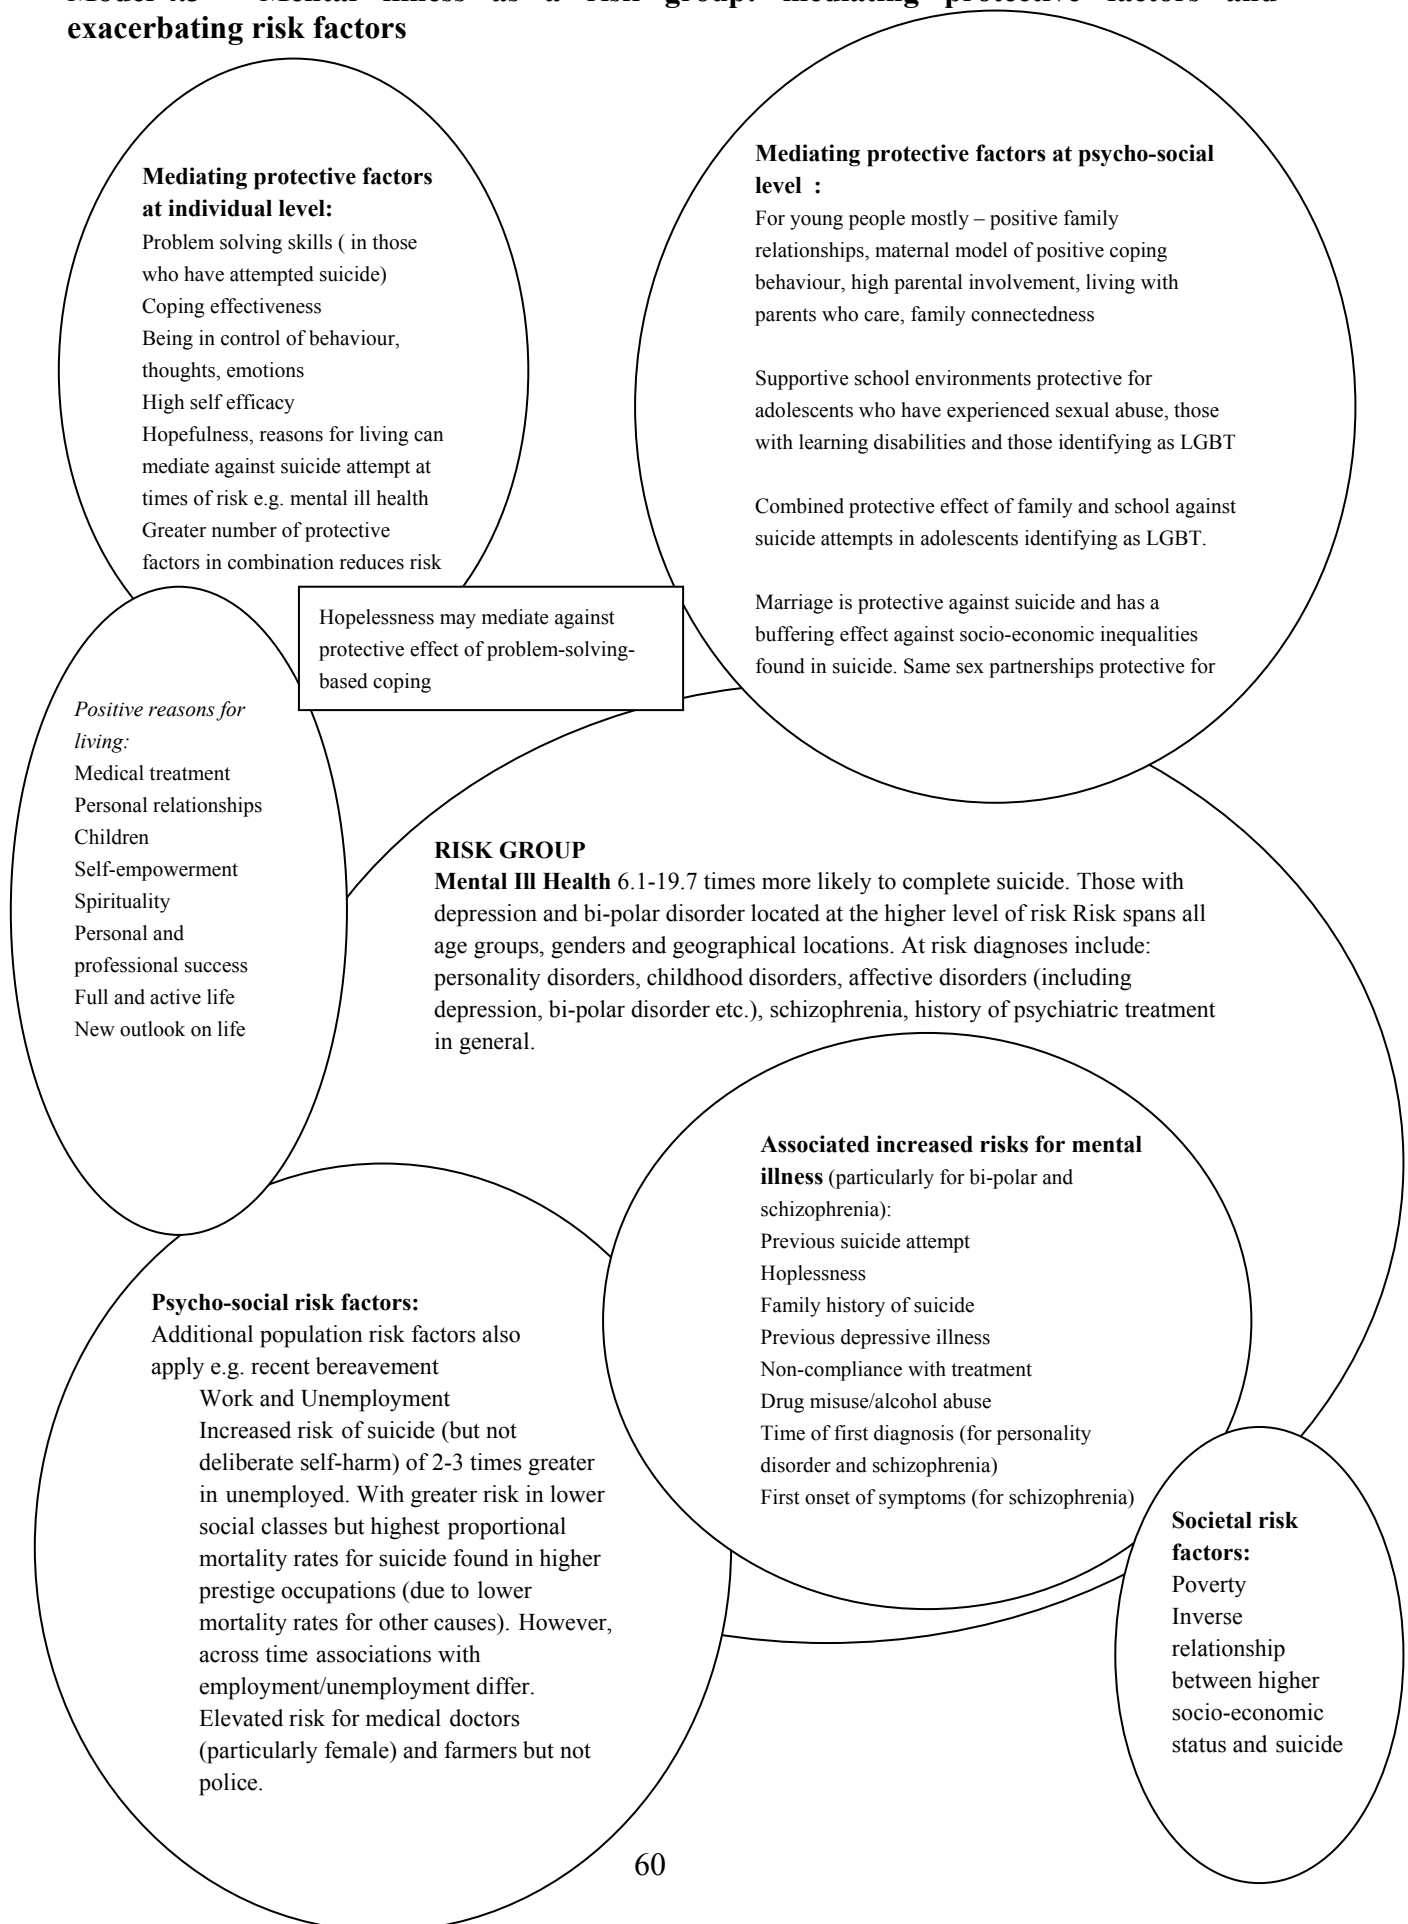 Model 4.3 Mental illness as a risk group: mediating protective factors and
exacerbating risk factors
Mediating protective factors
at individual level:
Problem solving skills ( in those
who have attempted suicide)
Coping effectiveness
Being in control of behaviour,
thoughts, emotions
High self efficacy
Hopefulness, reasons for living can
mediate against suicide attempt at
times of risk e.g. mental ill health
Greater number of protective
factors in combination reduces risk
Mediating protective factors at psycho-social
level :
For young people mostly – positive family
relationships, maternal model of positive coping
behaviour, high parental involvement, living with
parents who care, family connectedness
Supportive school environments protective for
adolescents who have experienced sexual abuse, those
with learning disabilities and those identifying as LGBT
Combined protective effect of family and school against
suicide attempts in adolescents identifying as LGBT.
Marriage is protective against suicide and has a
buffering effect against socio-economic inequalities
found in suicide. Same sex partnerships protective for
Hopelessness may mediate against
protective effect of problem-solving-
based coping
Positive reasons for
living:
Medical treatment
Personal relationships
Children
Self-empowerment
Spirituality
Personal and
professional success
Full and active life
New outlook on life
RISK GROUP
Mental Ill Health 6.1-19.7 times more likely to complete suicide. Those with
depression and bi-polar disorder located at the higher level of risk Risk spans all
age groups, genders and geographical locations. At risk diagnoses include:
personality disorders, childhood disorders, affective disorders (including
depression, bi-polar disorder etc.), schizophrenia, history of psychiatric treatment
in general.
Associated increased risks for mental
illness (particularly for bi-polar and
schizophrenia):
Previous suicide attempt
Hoplessness
Family history of suicide
Previous depressive illness
Non-compliance with treatment
Drug misuse/alcohol abuse
Time of first diagnosis (for personality
disorder and schizophrenia)
First onset of symptoms (for schizophrenia)
Psycho-social risk factors:
Additional population risk factors also
apply e.g. recent bereavement
Work and Unemployment
Increased risk of suicide (but not
deliberate self-harm) of 2-3 times greater
in unemployed. With greater risk in lower
social classes but highest proportional
mortality rates for suicide found in higher
prestige occupations (due to lower
mortality rates for other causes). However,
across time associations with
employment/unemployment differ.
Elevated risk for medical doctors
(particularly female) and farmers but not
police.
Societal risk
factors:
Poverty
Inverse
relationship
between higher
socio-economic
status and suicide
60